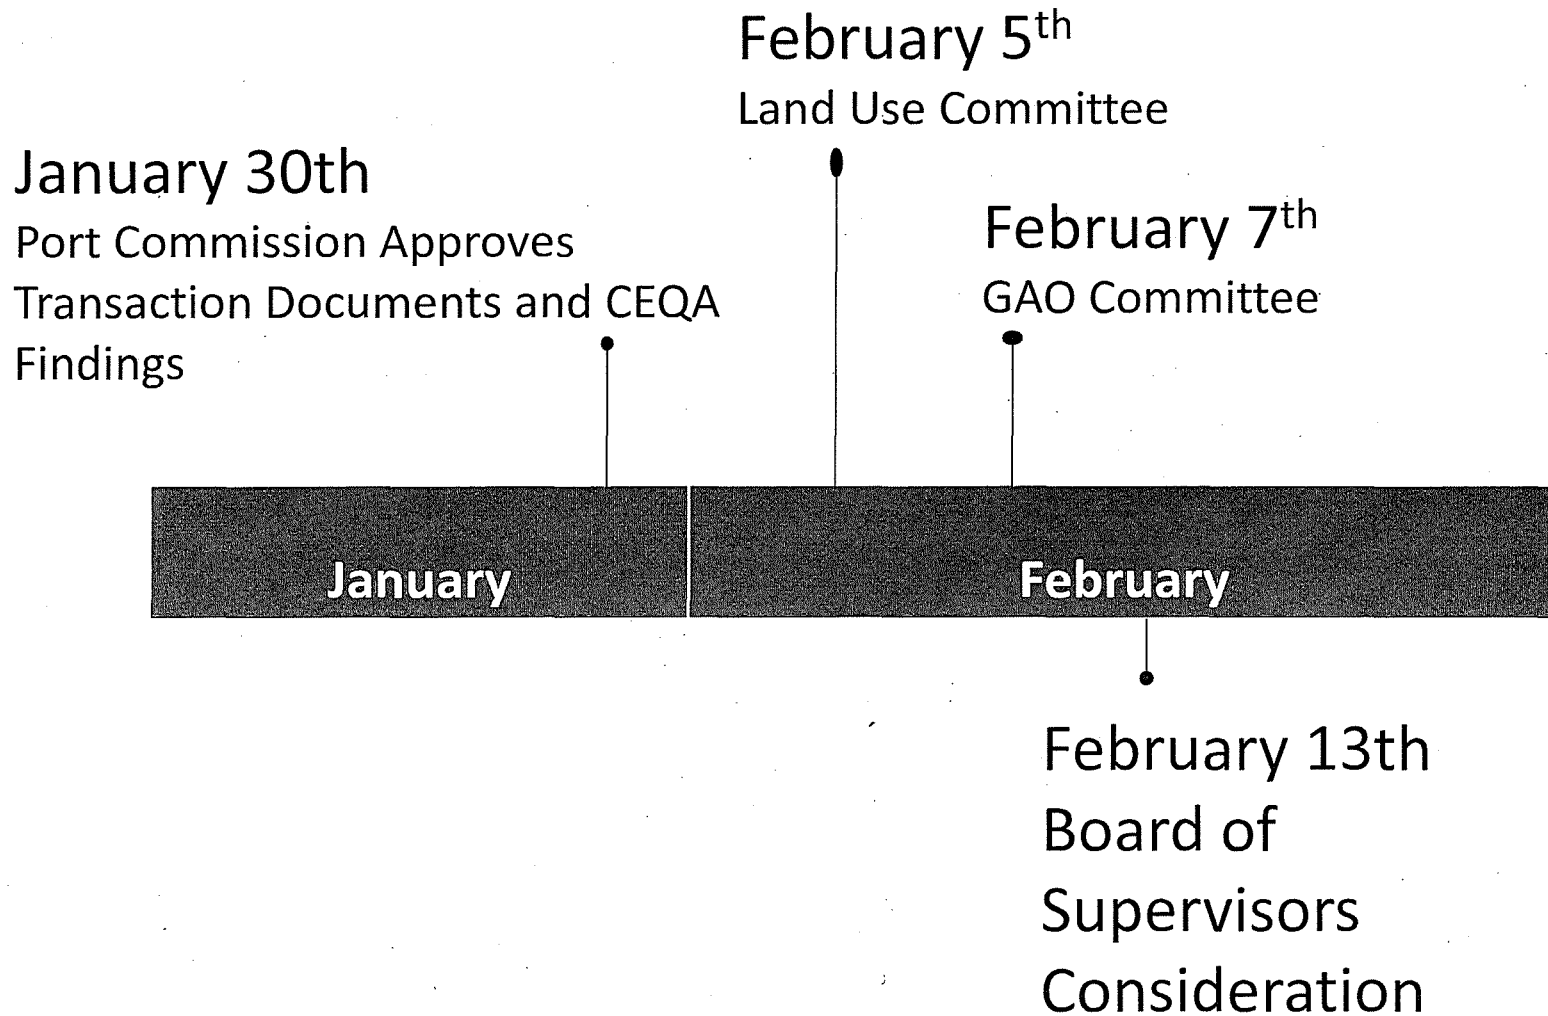 February 5th
Land Use Committee
January 30th
Port Commission Approves
Transaction Documents and CEQA
Findings
February 7th
GAO Committee
January
February
February 13th
Board of
Supervisors
Consideration